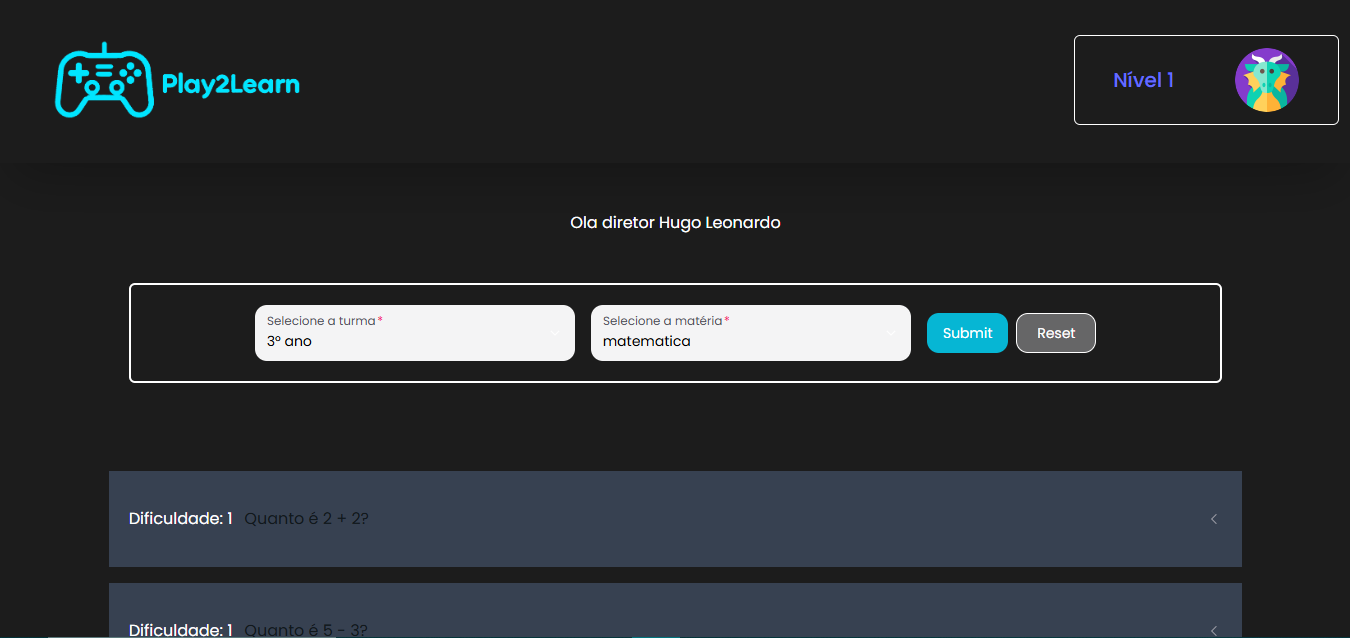 Play2Learn
Nível 1
Ola diretor Hugo Leonardo
Selecione a turma*
3º ano
Selecione a matéria*
matematica
Submit
Reset
Dificuldade: 1 Quanto é 2 + 2?
Dificuldade: 1 Quanto é 5 - 3?